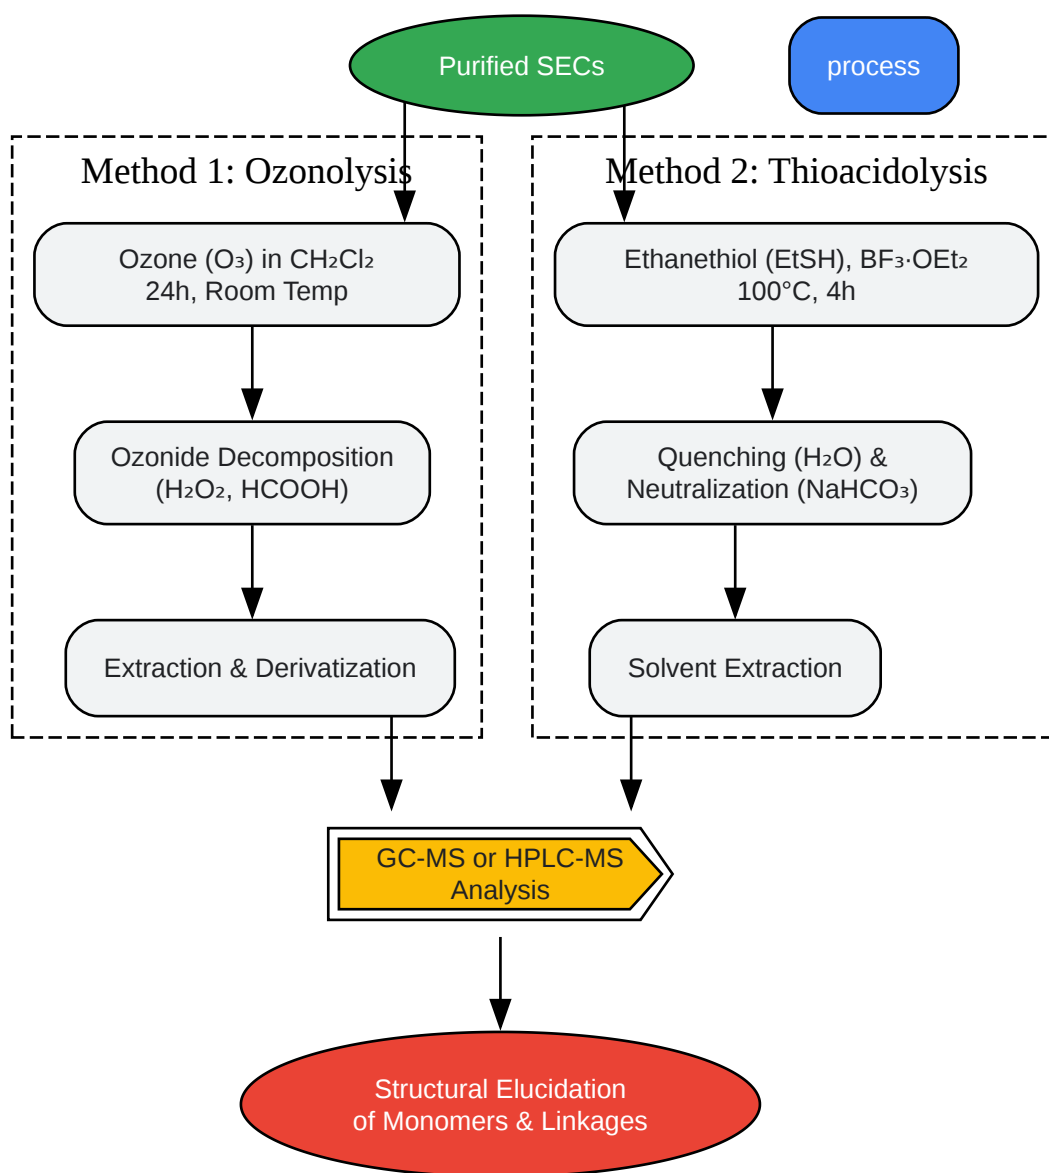 Purified SECs
process
Method 1: Ozonolysis
Ozone (O₃) in CH₂Cl₂
24h, Room Temp
Ozonide Decomposition
(H₂O₂, HCOOH)
Extraction & Derivatization
Method 2: Thioacidolysis
Ethanethiol (EtSH), BF₃·OEt₂
100°C, 4h
Quenching (H₂O) &
Neutralization (NaHCO₃)
Solvent Extraction
GC-MS or HPLC-MS
Analysis
Structural Elucidation
of Monomers & Linkages